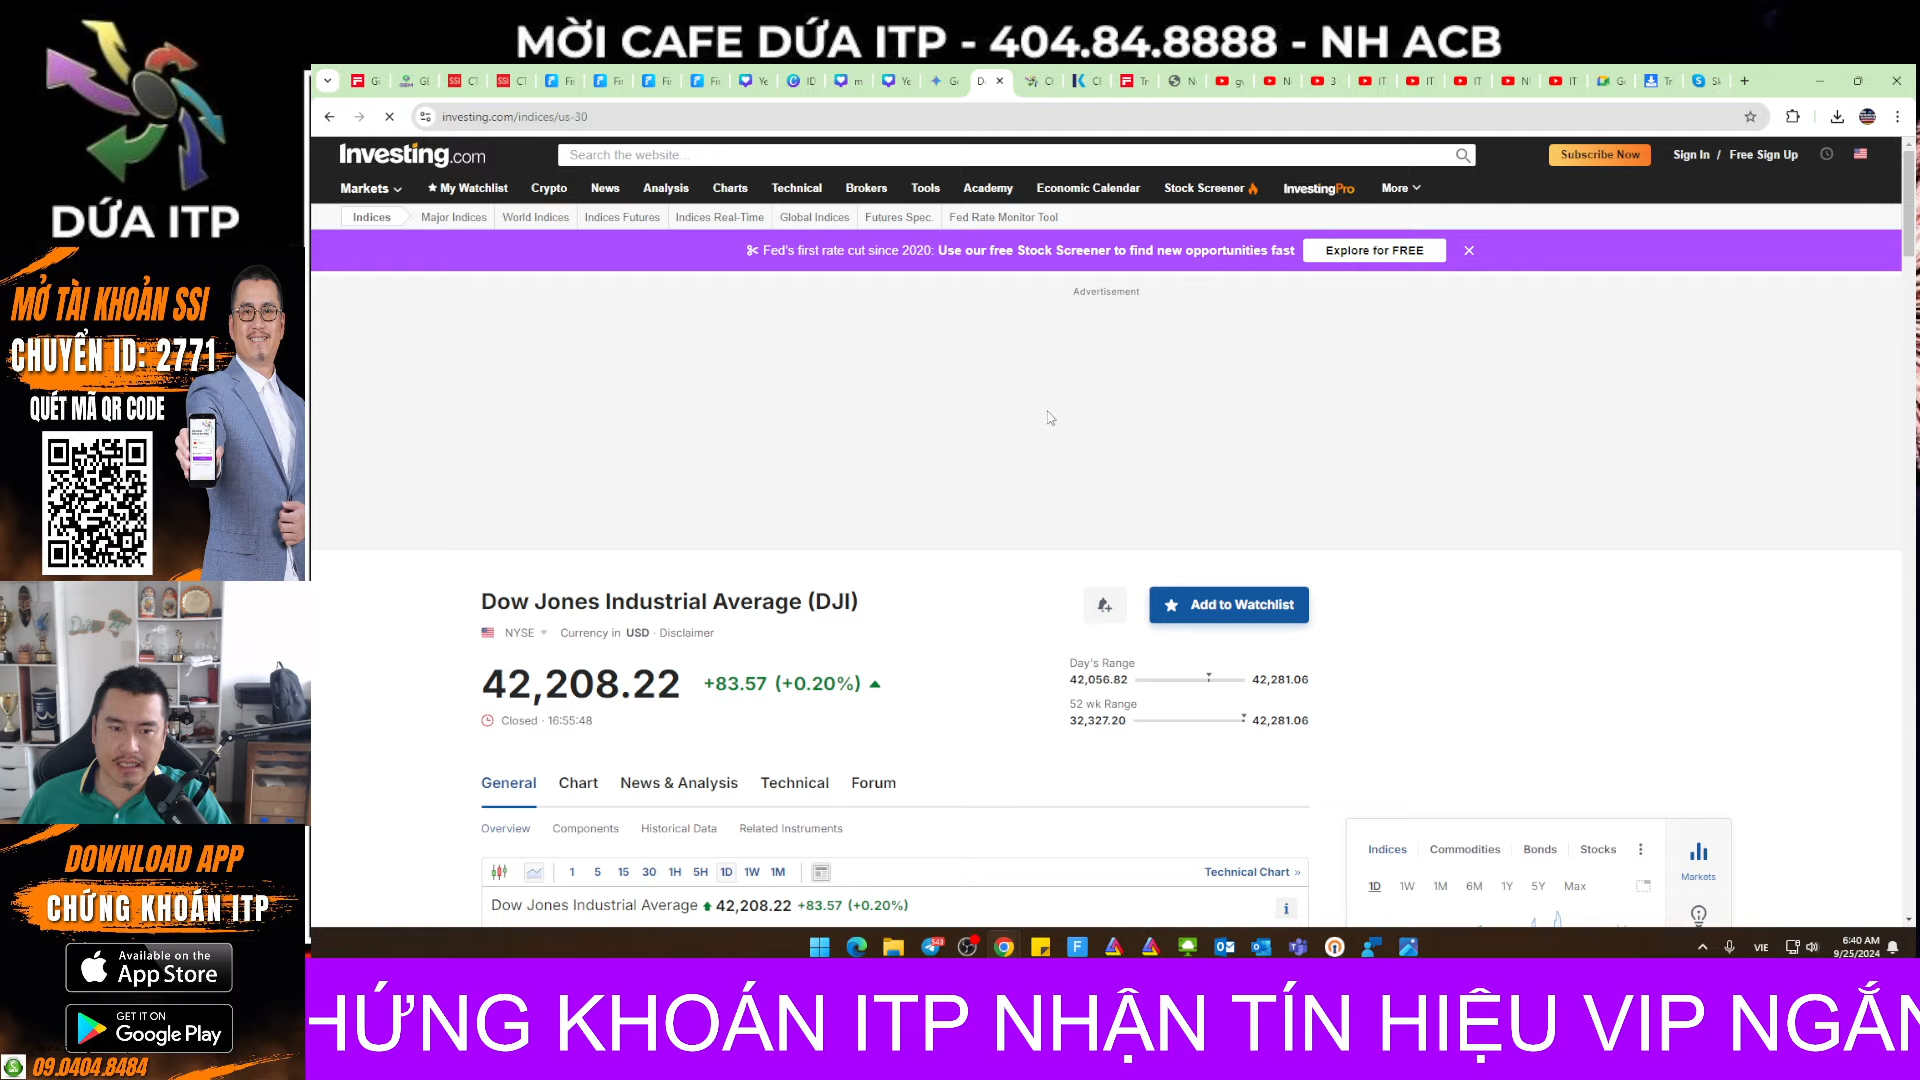 MỜI CAFE DỨA ITP - 404.84.8888 - NH ACB
DỨA ITP
MỞ TÀI KHOẢN SSI
CHUYỂN ID: 2771
QUÉT MÃ QR CODE
DOWNLOAD APP
CHỨNG KHOÁN ITP
Available on the
App Store
GET IT ON
Google Play
09.0404.8484
investing.com/indices/us-30
Investing.com
Search the website...
Subscribe Now
Sign In / Free Sign Up
Markets
My Watchlist
Crypto
News
Analysis
Charts
Technical
Brokers
Tools
Academy
Economic Calendar
Stock Screener
InvestingPro
More
Indices
Major Indices
World Indices
Indices Futures
Indices Real-Time
Global Indices
Futures Spec.
Fed Rate Monitor Tool
Fed's first rate cut since 2020: Use our free Stock Screener to find new opportunities fast
Explore for FREE
Advertisement
Dow Jones Industrial Average (DJI)
Add to Watchlist
NYSE Currency in USD · Disclaimer
42,208.22 +83.57 (+0.20%)
Closed · 16:55:48
Day's Range
42,056.82 42,281.06
52 wk Range
32,327.20 42,281.06
General Chart News & Analysis Technical Forum
Overview Components Historical Data Related Instruments
1 5 15 30 1H 5H 1D 1W 1M
Technical Chart »
Dow Jones Industrial Average 42,208.22 +83.57 (+0.20%)
Indices Commodities Bonds Stocks
1D 1W 1M 6M 1Y 5Y Max
Markets
VIE
6:40 AM
9/25/2024
HỨNG KHOÁN ITP NHẬN TÍN HIỆU VIP NGẮN